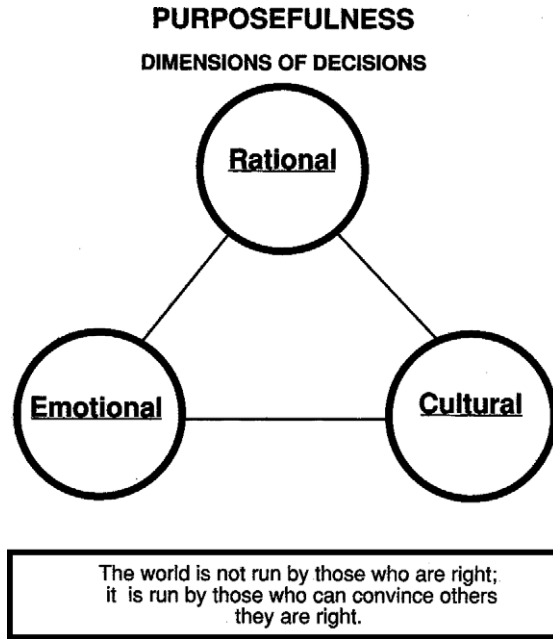 PURPOSEFULNESS
DIMENSIONS OF DECISIONS
Rational
Emotional
Cultural
The world is not run by those who are right;
it is run by those who can convince others
they are right.